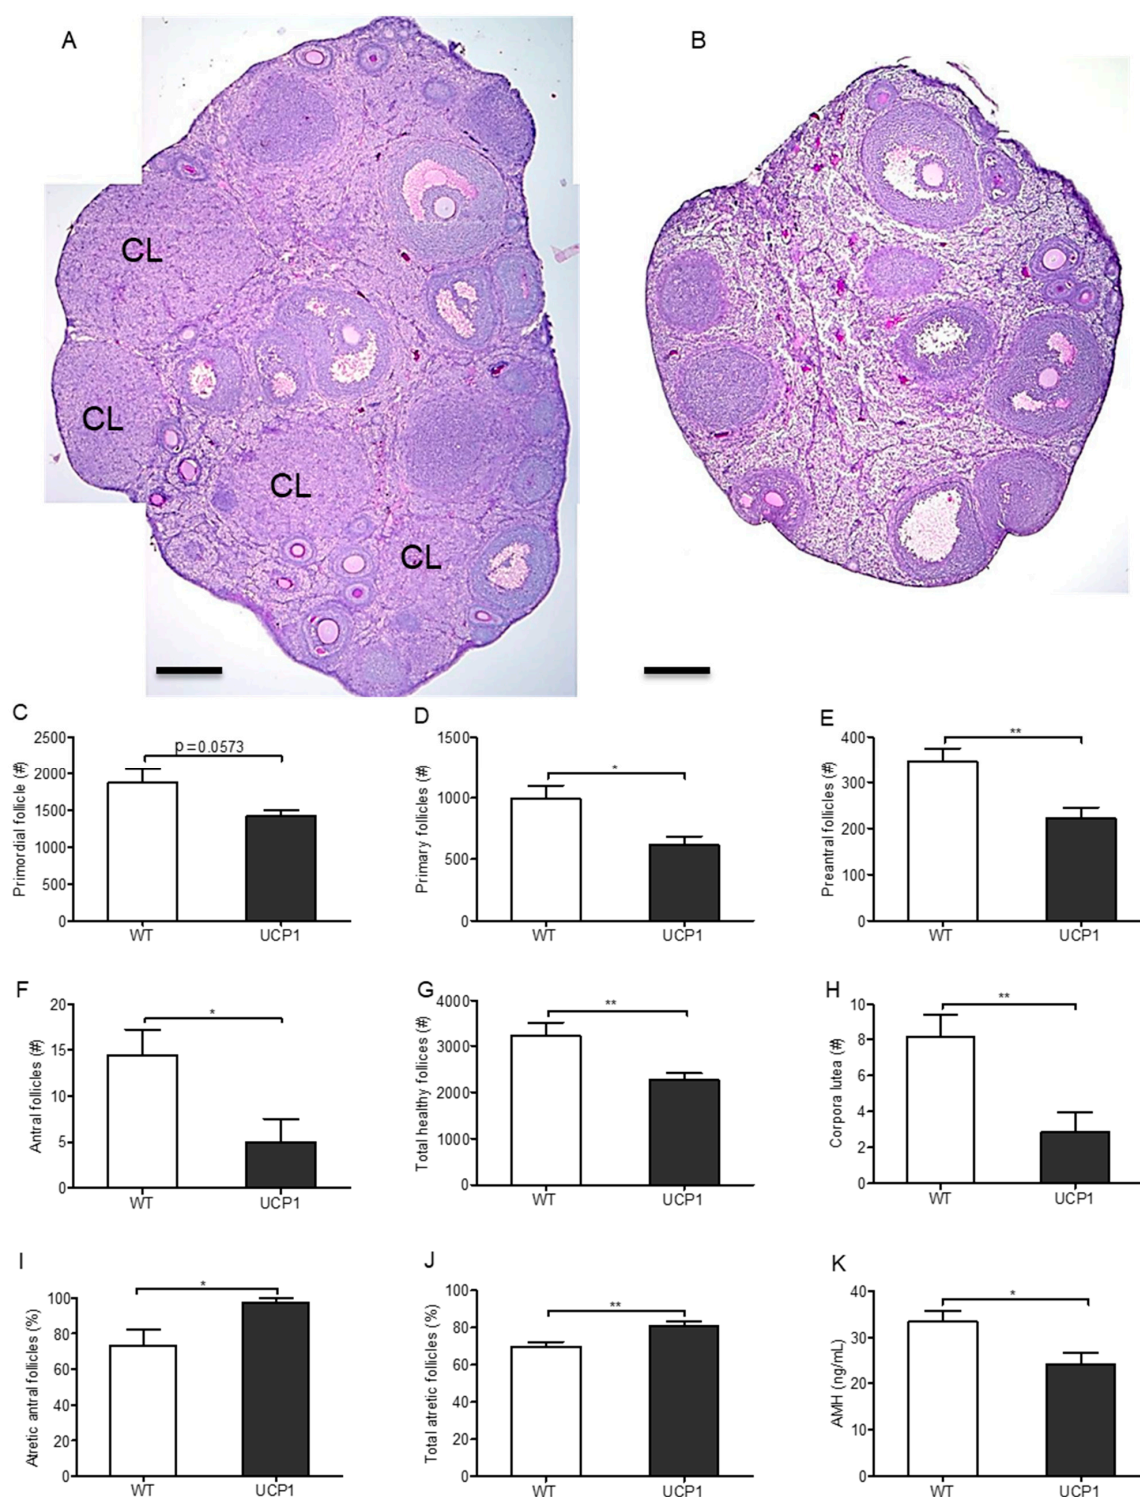 A
B
CL
CL
CL
CL
C
Primordial follicle (#)
2500
2000
1500
1000
500
0
p=0.0573
WT
UCP1
D
Primary follicles (#)
1500
1000
500
0
*
WT
UCP1
E
Preantral follicles (#)
400
300
200
100
0
**
WT
UCP1
F
Antral follicles (#)
20
15
10
5
0
*
WT
UCP1
G
Total healthy follices (#)
4000
3000
2000
1000
0
**
WT
UCP1
H
Corpora lutea (#)
10
8
6
4
2
0
**
WT
UCP1
I
Atretic antral follicles (%)
100
80
60
40
20
0
*
WT
UCP1
J
Total atretic follicles (%)
100
80
60
40
20
0
**
WT
UCP1
K
AMH (ng/mL)
40
30
20
10
0
*
WT
UCP1